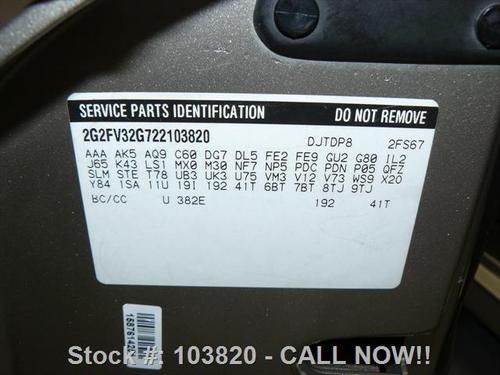 SERVICE PARTS IDENTIFICATION DO NOT REMOVE
2G2FV32G722103820 DJTDP8 2FS67
AAA AK5 AQ9 C60 DG7 DL5 FE2 FE9 GU2 G80 IL2
J65 K43 LS1 MX0 M30 NF7 NP5 PDC PDN P05 QFZ
SLM STE T78 UB3 UK3 U75 VM3 V12 V73 WS9 X20
Y84 1SA 11U 19I 192 41T 6BT 7BT 8TJ 9TJ
BC/CC U 382E 192 41T
Stock #: 103820 - CALL NOW!!